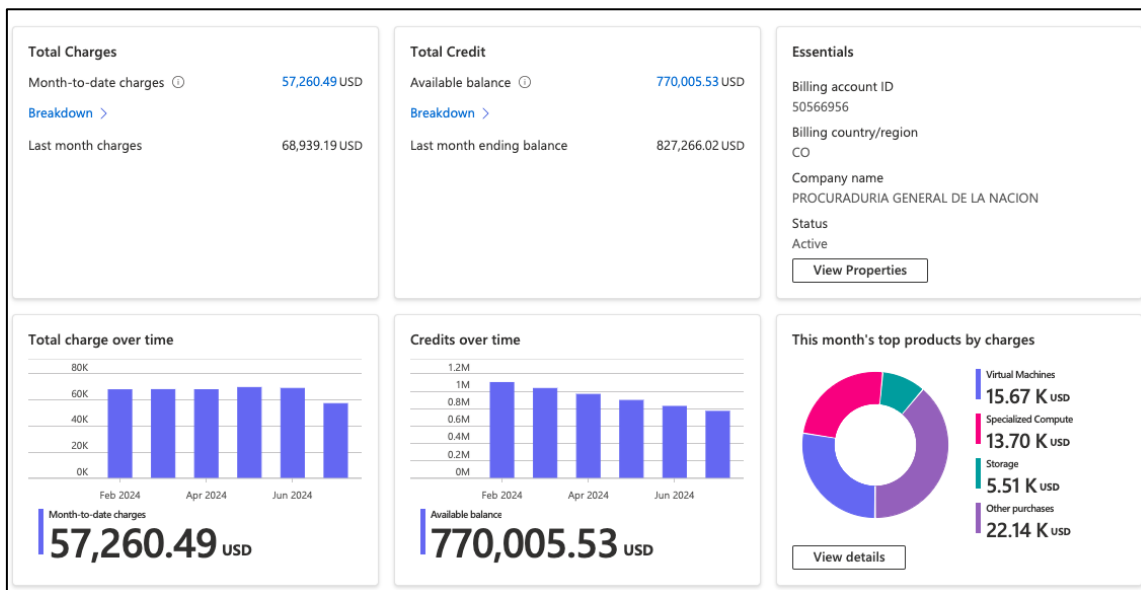 Total Charges
Month-to-date charges 57,260.49 USD
Breakdown >
Last month charges 68,939.19 USD
Total Credit
Available balance 770,005.53 USD
Breakdown >
Last month ending balance 827,266.02 USD
Essentials
Billing account ID
50566956
Billing country/region
CO
Company name
PROCURADURIA GENERAL DE LA NACION
Status
Active
View Properties
Total charge over time
80K
60K
40K
20K
0K
Feb 2024 Apr 2024 Jun 2024
Month-to-date charges
57,260.49 USD
Credits over time
1.2M
1M
0.8M
0.6M
0.4M
0.2M
0M
Feb 2024 Apr 2024 Jun 2024
Available balance
770,005.53 USD
This month's top products by charges
Virtual Machines
15.67 K USD
Specialized Compute
13.70 K USD
Storage
5.51 K USD
Other purchases
22.14 K USD
View details